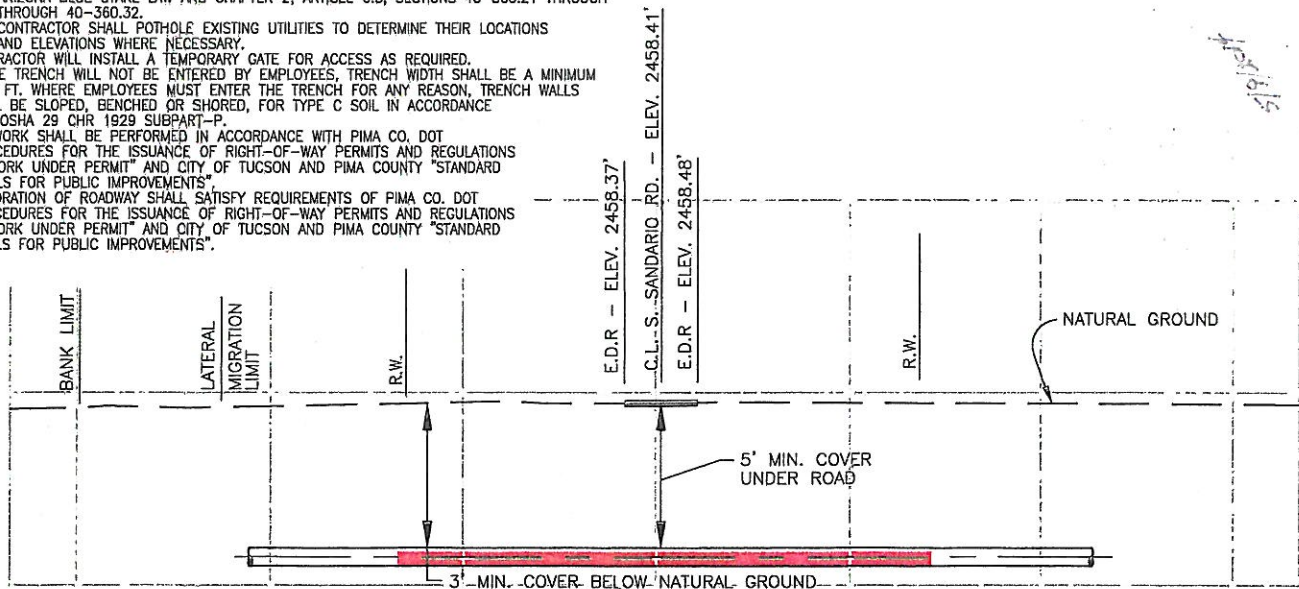 THROUGH 40-360.32.
CONTRACTOR SHALL POTHOLE EXISTING UTILITIES TO DETERMINE THEIR LOCATIONS
AND ELEVATIONS WHERE NECESSARY.
RACTOR WILL INSTALL A TEMPORARY GATE FOR ACCESS AS REQUIRED.
E TRENCH WILL NOT BE ENTERED BY EMPLOYEES, TRENCH WIDTH SHALL BE A MINIMUM
FT. WHERE EMPLOYEES MUST ENTER THE TRENCH FOR ANY REASON, TRENCH WALLS
BE SLOPED, BENCHED OR SHORED, FOR TYPE C SOIL IN ACCORDANCE
OSHA 29 CHR 1929 SUBPART-P.
WORK SHALL BE PERFORMED IN ACCORDANCE WITH PIMA CO. DOT
CEDURES FOR THE ISSUANCE OF RIGHT-OF-WAY PERMITS AND REGULATIONS
ORK UNDER PERMIT" AND CITY OF TUCSON AND PIMA COUNTY "STANDARD
LS FOR PUBLIC IMPROVEMENTS",
ORATION OF ROADWAY SHALL SATISFY REQUIREMENTS OF PIMA CO. DOT
CEDURES FOR THE ISSUANCE OF RIGHT-OF-WAY PERMITS AND REGULATIONS
ORK UNDER PERMIT" AND CITY OF TUCSON AND PIMA COUNTY "STANDARD
LS FOR PUBLIC IMPROVEMENTS".
BANK LIMIT
LATERAL
MIGRATION
LIMIT
R.W.
E.D.R - ELEV. 2458.37'
C.L. S. SANDARIO RD. - ELEV. 2458.41'
E.D.R - ELEV. 2458.48'
R.W.
NATURAL GROUND
5' MIN. COVER
UNDER ROAD
3' MIN. COVER BELOW NATURAL GROUND